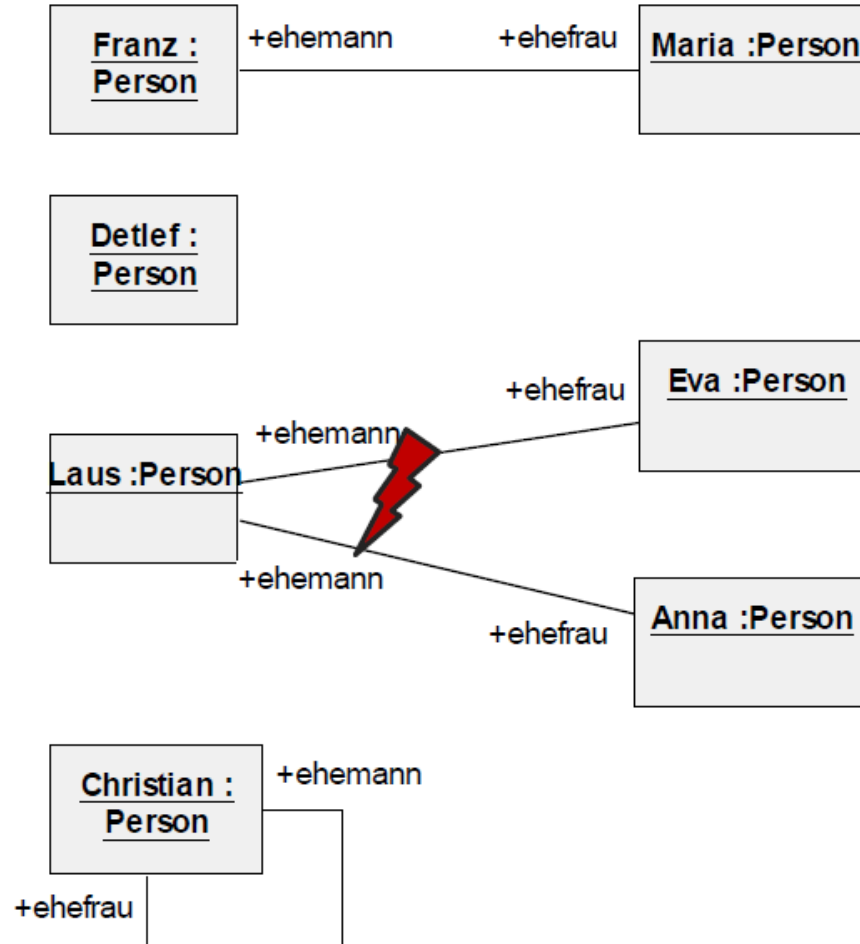 Franz :
Person
+ehemann
+ehefrau
Maria :Person
Detlef :
Person
+ehefrau
Eva :Person
+ehemann
Laus :Person
+ehemann
+ehefrau
Anna :Person
Christian :
Person
+ehemann
+ehefrau